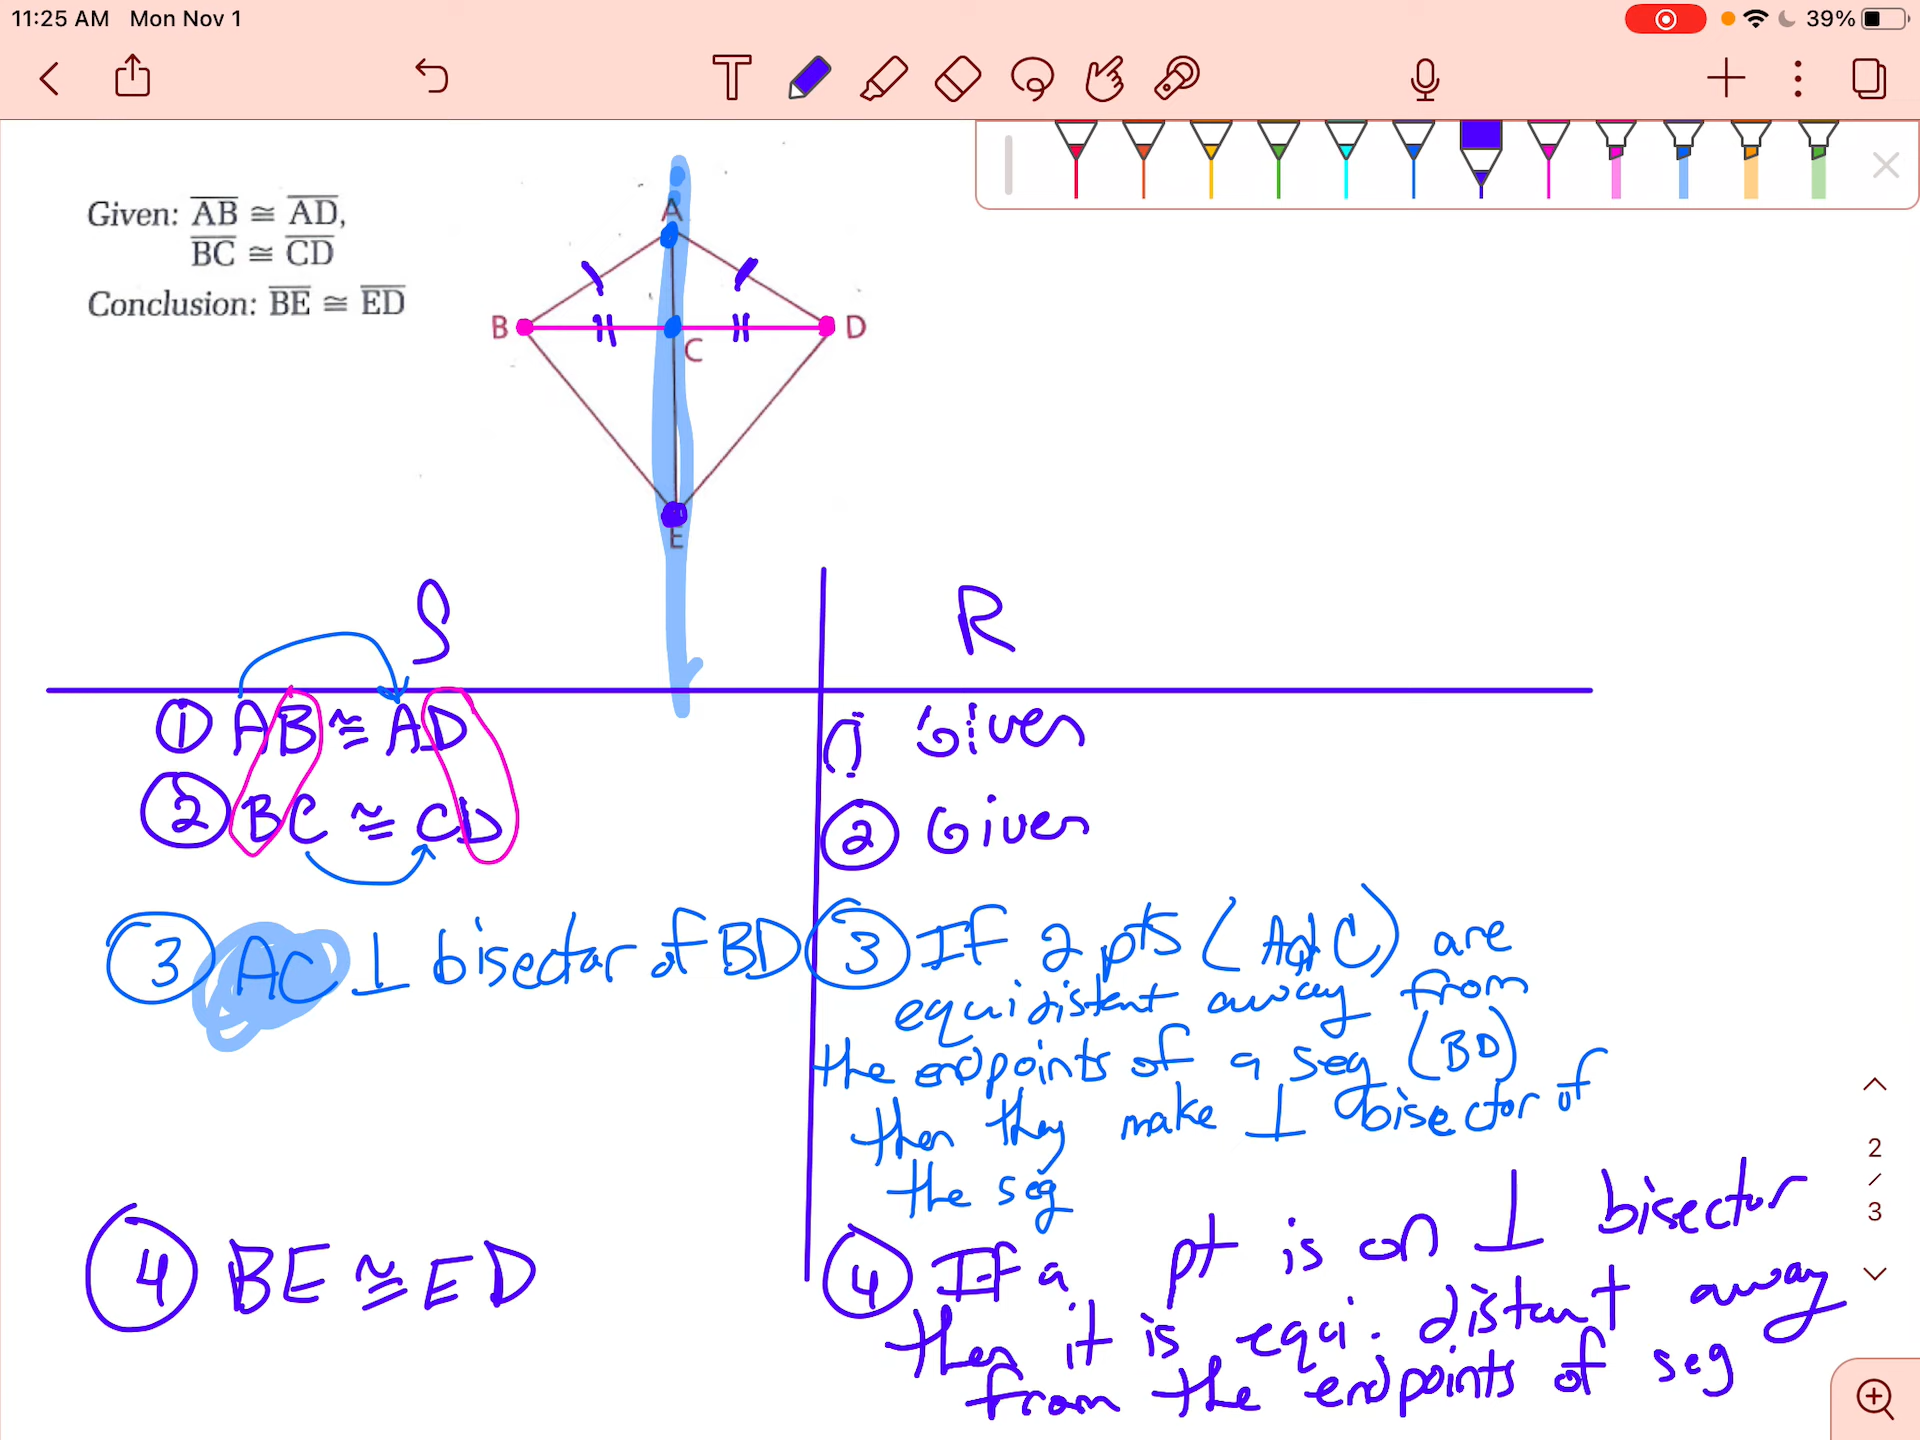 11:25 AM Mon Nov 1
39%
T
Given: AB ≅ AD,
BC ≅ CD
Conclusion: BE ≅ ED
A
B
D
C
E
S
R
① AB ≅ AD
① Given
② BC ≅ CD
② Given
③ AC ⊥ bisector of BD
③ If 2 pts (A & C) are
equidistent away from
the endpoints of a seg (BD)
then they make ⊥ bisector of
the seg
④ BE ≅ ED
④ If a pt is on ⊥ bisector
then it is equi. distant away
from the endpoints of seg
2
/
3